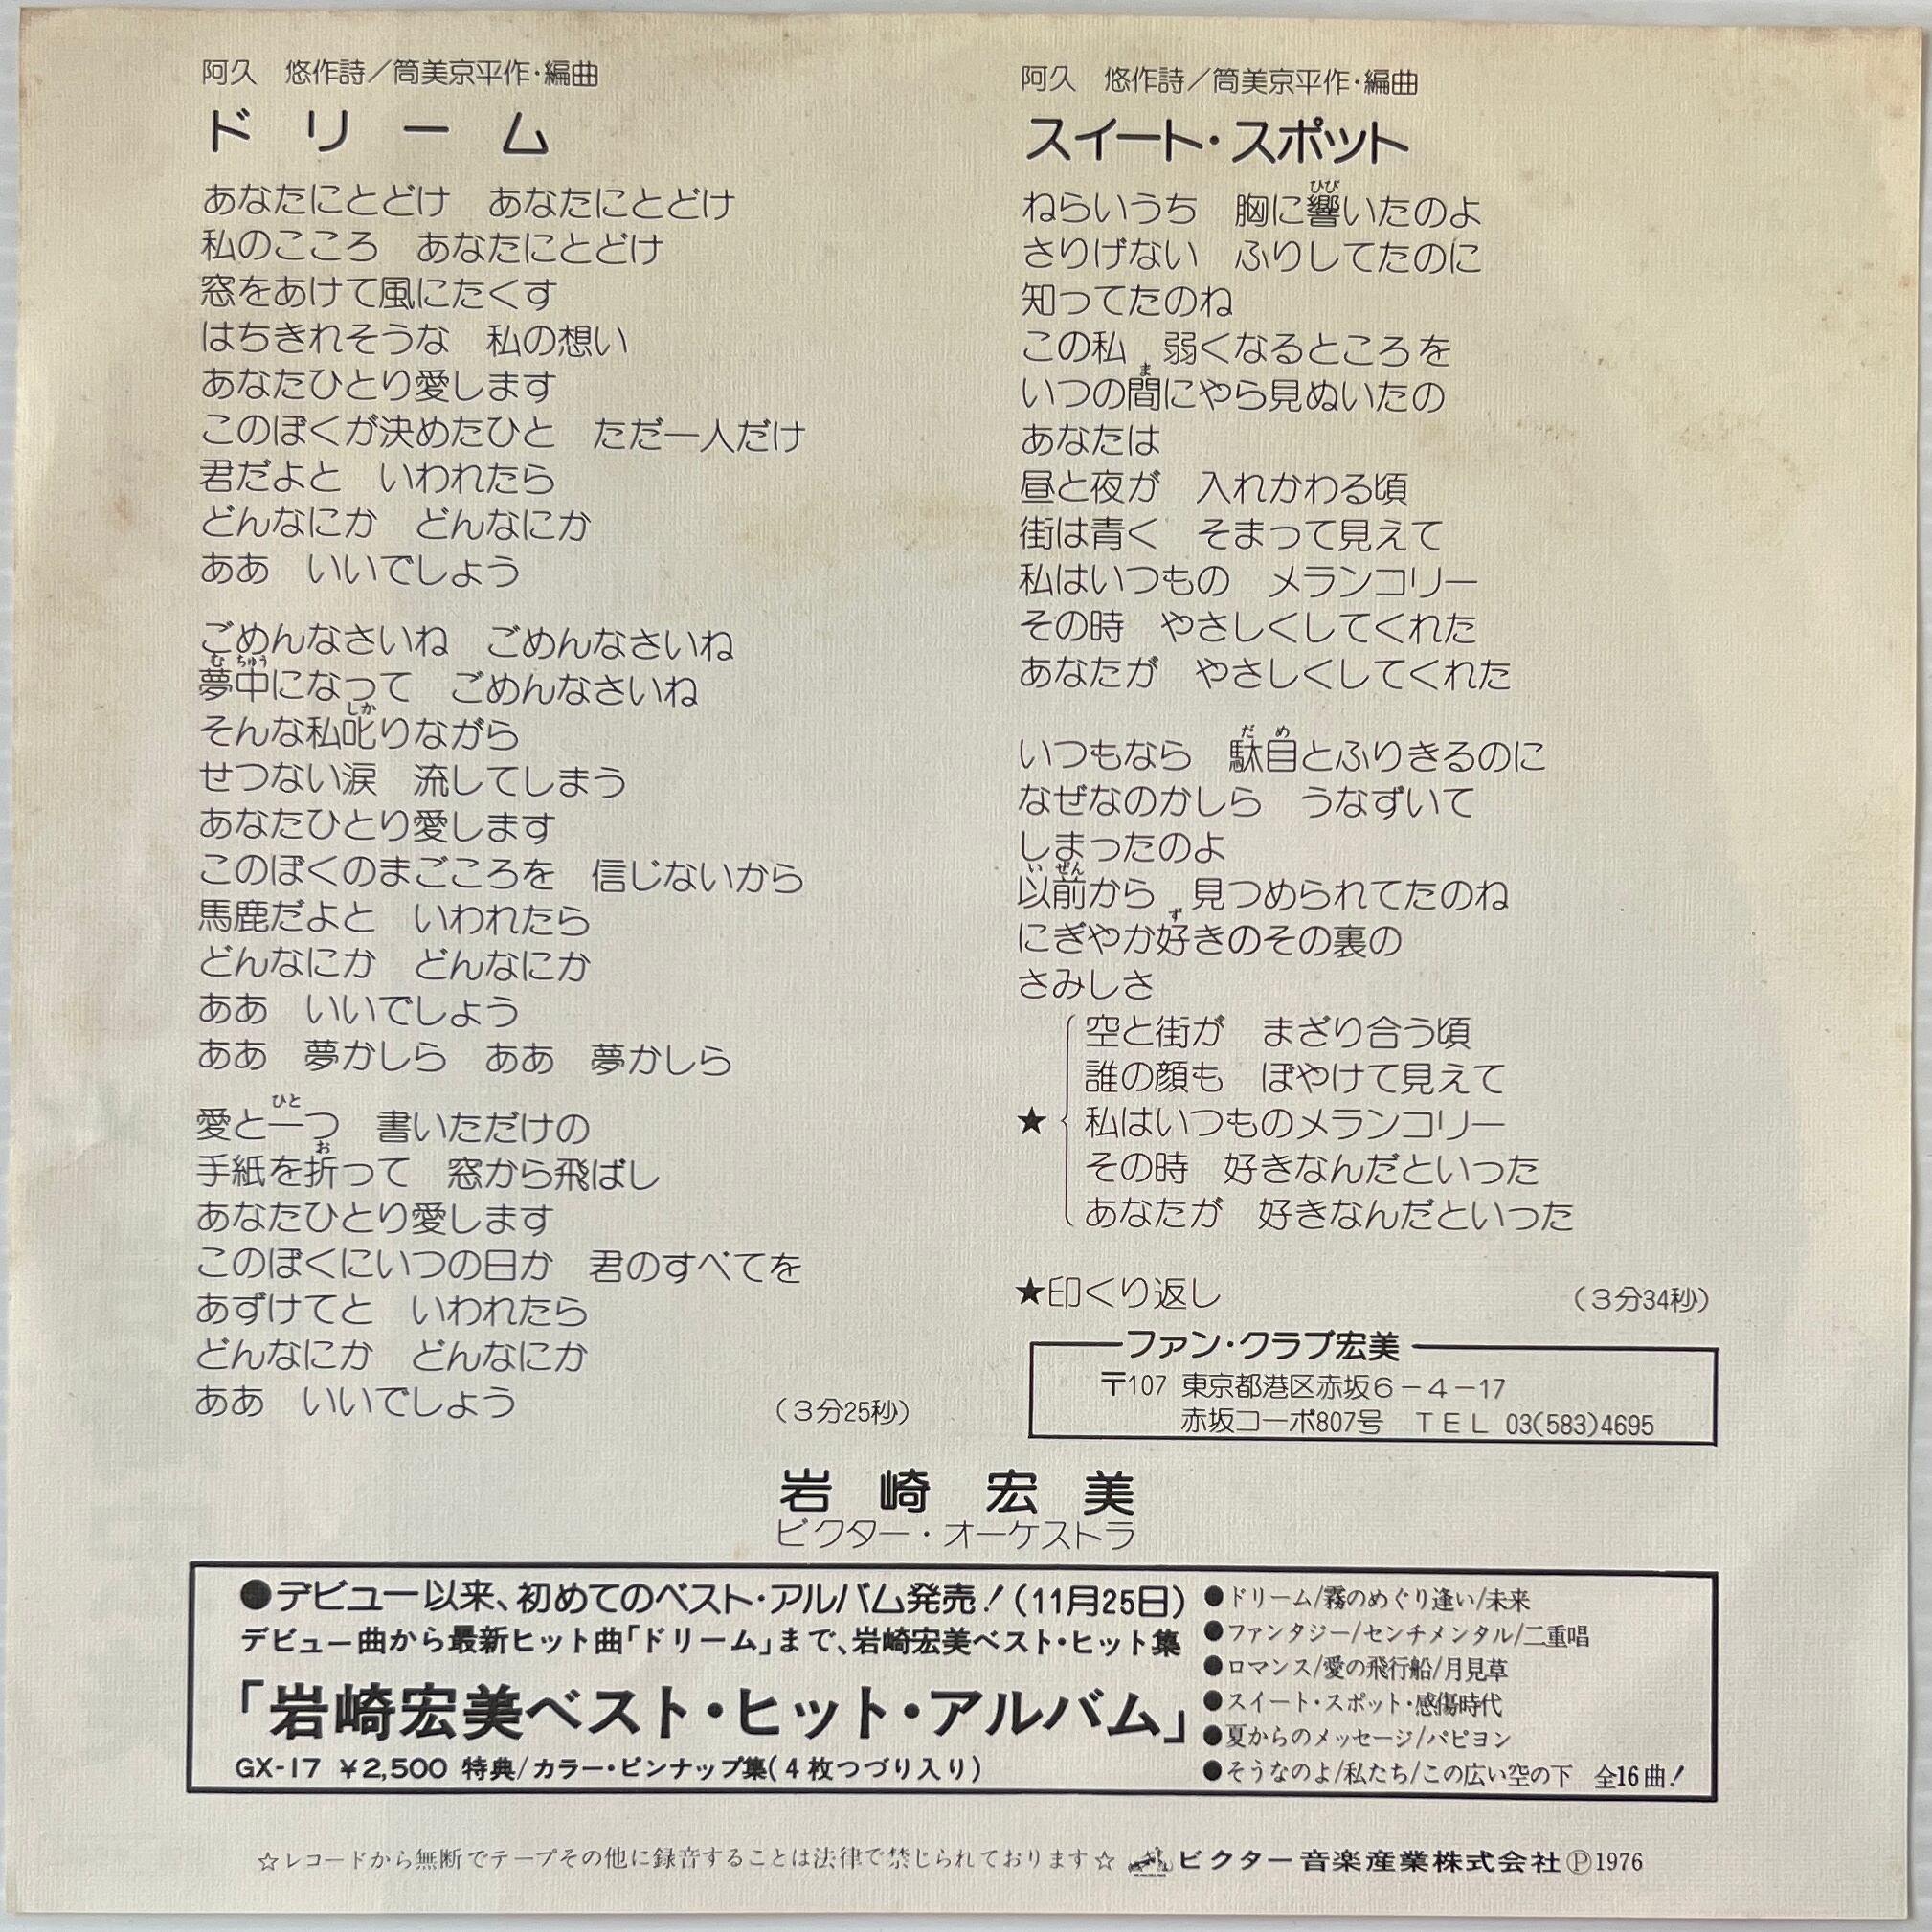 阿久　悠作詩／筒美京平作・編曲
ドリーム
あなたにとどけ　あなたにとどけ
私のこころ　あなたにとどけ
窓をあけて風にたくす
はちきれそうな　私の想い
あなたひとり愛します
このぼくが決めたひと　ただ一人だけ
君だよと　いわれたら
どんなにか　どんなにか
ああ　いいでしょう
ごめんなさいね　ごめんなさいね
むちゅう
夢中になって　ごめんなさいね
しか
そんな私叱りながら
せつない涙　流してしまう
あなたひとり愛します
このぼくのまごころを　信じないから
馬鹿だよと　いわれたら
どんなにか　どんなにか
ああ　いいでしょう
ああ　夢かしら　ああ　夢かしら
ひと
愛と一つ　書いただけの
お
手紙を折って　窓から飛ばし
あなたひとり愛します
このぼくにいつの日か　君のすべてを
あずけてと　いわれたら
どんなにか　どんなにか
ああ　いいでしょう
（3分25秒）
阿久　悠作詩／筒美京平作・編曲
スイート・スポット
ひび
ねらいうち　胸に響いたのよ
さりげない　ふりしてたのに
知ってたのね
この私　弱くなるところを
ま
いつの間にやら見ぬいたの
あなたは
昼と夜が　入れかわる頃
街は青く　そまって見えて
私はいつもの　メランコリー
その時　やさしくしてくれた
あなたが　やさしくしてくれた
だめ
いつもなら　駄目とふりきるのに
なぜなのかしら　うなずいて
しまったのよ
いぜん
以前から　見つめられてたのね
ず
にぎやか好きのその裏の
さみしさ
空と街が　まざり合う頃
誰の顔も　ぼやけて見えて
★私はいつものメランコリー
その時　好きなんだといった
あなたが　好きなんだといった
★印くり返し　（3分34秒）
ファン・クラブ宏美
〒107 東京都港区赤坂6－4－17
赤坂コーポ807号　TEL 03(583)4695
岩崎宏美
ビクター・オーケストラ
●デビュー以来、初めてのベスト・アルバム発売！(11月25日)
デビュー曲から最新ヒット曲「ドリーム」まで、岩崎宏美ベスト・ヒット集
「岩崎宏美ベスト・ヒット・アルバム」
GX-17 ￥2,500 特典/カラー・ピンナップ集(4枚つづり入り)
●ドリーム/霧のめぐり逢い/未来
●ファンタジー/センチメンタル/二重唱
●ロマンス/愛の飛行船/月見草
●スイート・スポット・感傷時代
●夏からのメッセージ/パピヨン
●そうなのよ/私たち/この広い空の下　全16曲！
☆レコードから無断でテープその他に録音することは法律で禁じられております☆ ビクター音楽産業株式会社Ⓟ1976